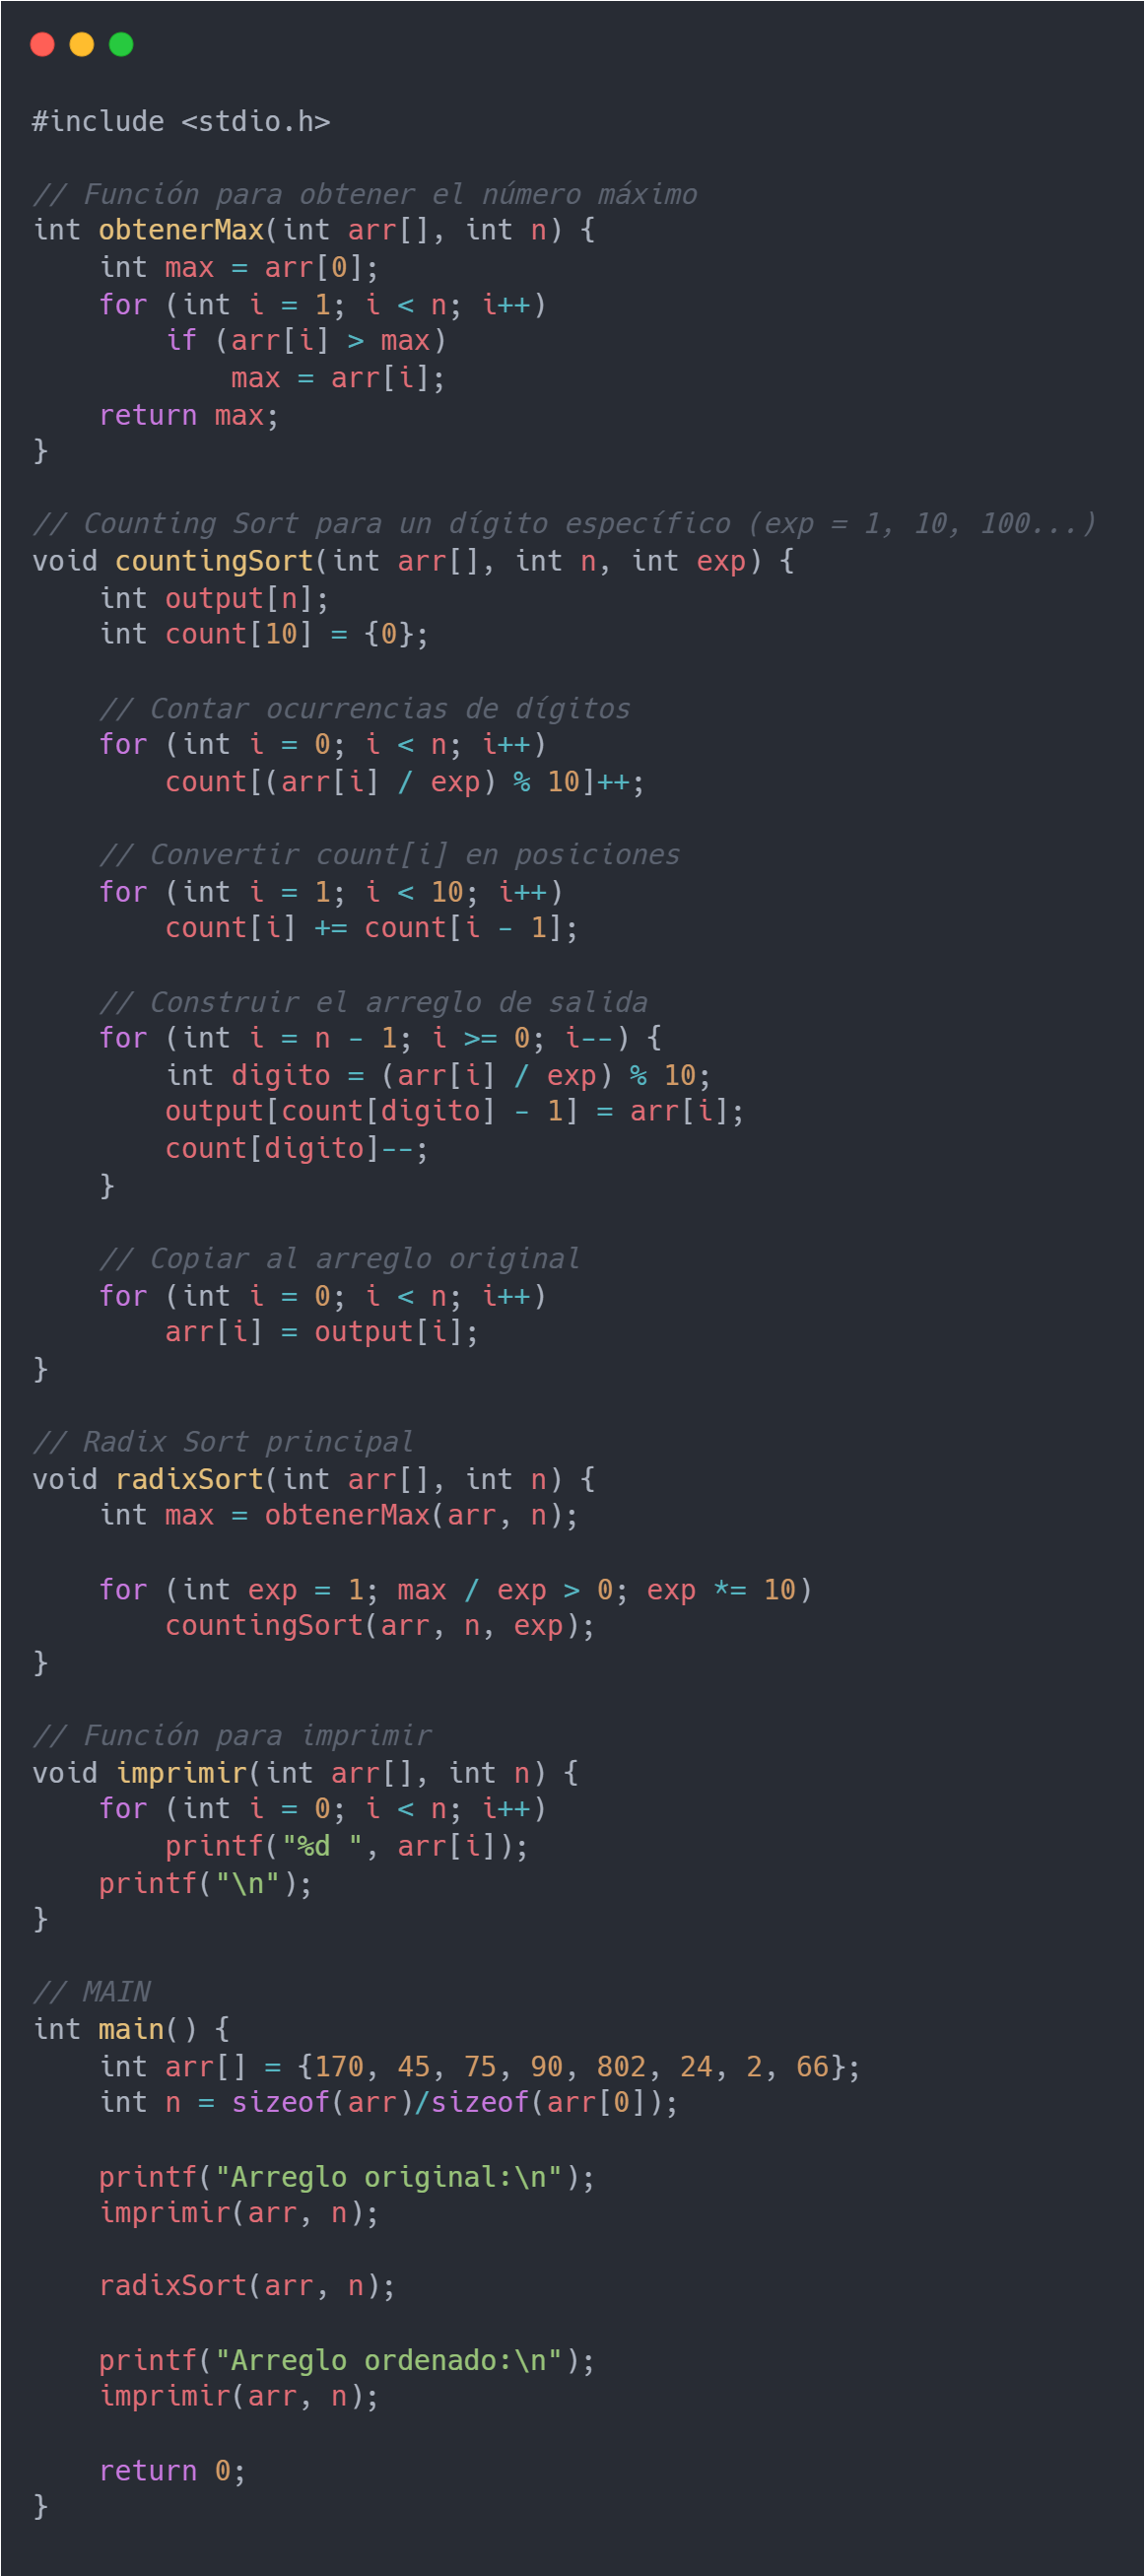 #include <stdio.h>

// Función para obtener el número máximo
int obtenerMax(int arr[], int n) {
    int max = arr[0];
    for (int i = 1; i < n; i++)
        if (arr[i] > max)
            max = arr[i];
    return max;
}

// Counting Sort para un dígito específico (exp = 1, 10, 100...)
void countingSort(int arr[], int n, int exp) {
    int output[n];
    int count[10] = {0};

    // Contar ocurrencias de dígitos
    for (int i = 0; i < n; i++)
        count[(arr[i] / exp) % 10]++;

    // Convertir count[i] en posiciones
    for (int i = 1; i < 10; i++)
        count[i] += count[i - 1];

    // Construir el arreglo de salida
    for (int i = n - 1; i >= 0; i--) {
        int digito = (arr[i] / exp) % 10;
        output[count[digito] - 1] = arr[i];
        count[digito]--;
    }

    // Copiar al arreglo original
    for (int i = 0; i < n; i++)
        arr[i] = output[i];
}

// Radix Sort principal
void radixSort(int arr[], int n) {
    int max = obtenerMax(arr, n);

    for (int exp = 1; max / exp > 0; exp *= 10)
        countingSort(arr, n, exp);
}

// Función para imprimir
void imprimir(int arr[], int n) {
    for (int i = 0; i < n; i++)
        printf("%d ", arr[i]);
    printf("\n");
}

// MAIN
int main() {
    int arr[] = {170, 45, 75, 90, 802, 24, 2, 66};
    int n = sizeof(arr)/sizeof(arr[0]);

    printf("Arreglo original:\n");
    imprimir(arr, n);

    radixSort(arr, n);

    printf("Arreglo ordenado:\n");
    imprimir(arr, n);

    return 0;
}